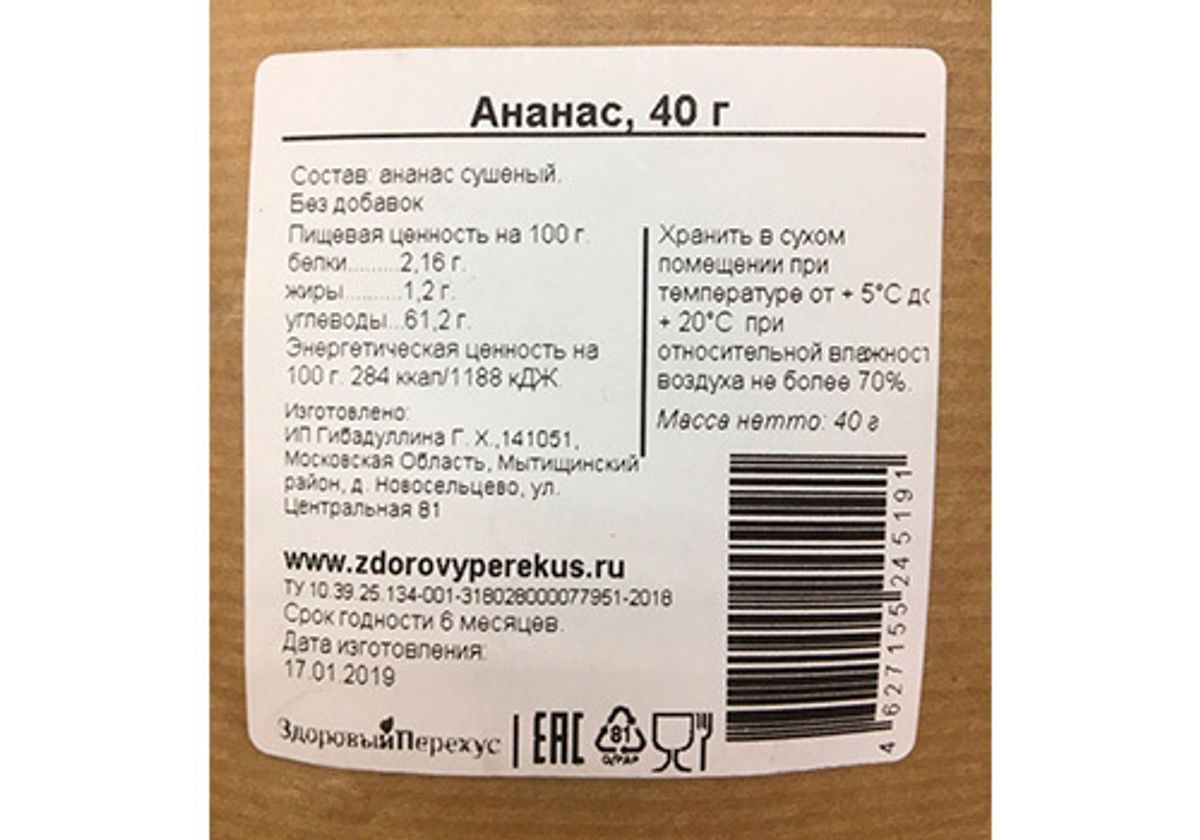 Ананас, 40 г
Состав: ананас сушеный.
Без добавок
Пищевая ценность на 100 г.
белки.........2,16 г.
жиры..........1,2 г.
углеводы...61,2 г.
Энергетическая ценность на
100 г. 284 ккал/1188 кДЖ.
Изготовлено:
ИП Гибадуллина Г. Х.,141051,
Московская Область, Мытищинский
район, д. Новосельцево, ул.
Центральная 81
www.zdorovyperekus.ru
ТУ 10.39.25.134-001-318028000077951-2018
Срок годности 6 месяцев.
Дата изготовления:
17.01.2019
Хранить в сухом
помещении при
температуре от + 5°С до
+ 20°С при
относительной влажност
воздуха не более 70%.
Масса нетто: 40 г
4 627155 245191
ЗдоровыйПерекус
EAC
81
C/PAP